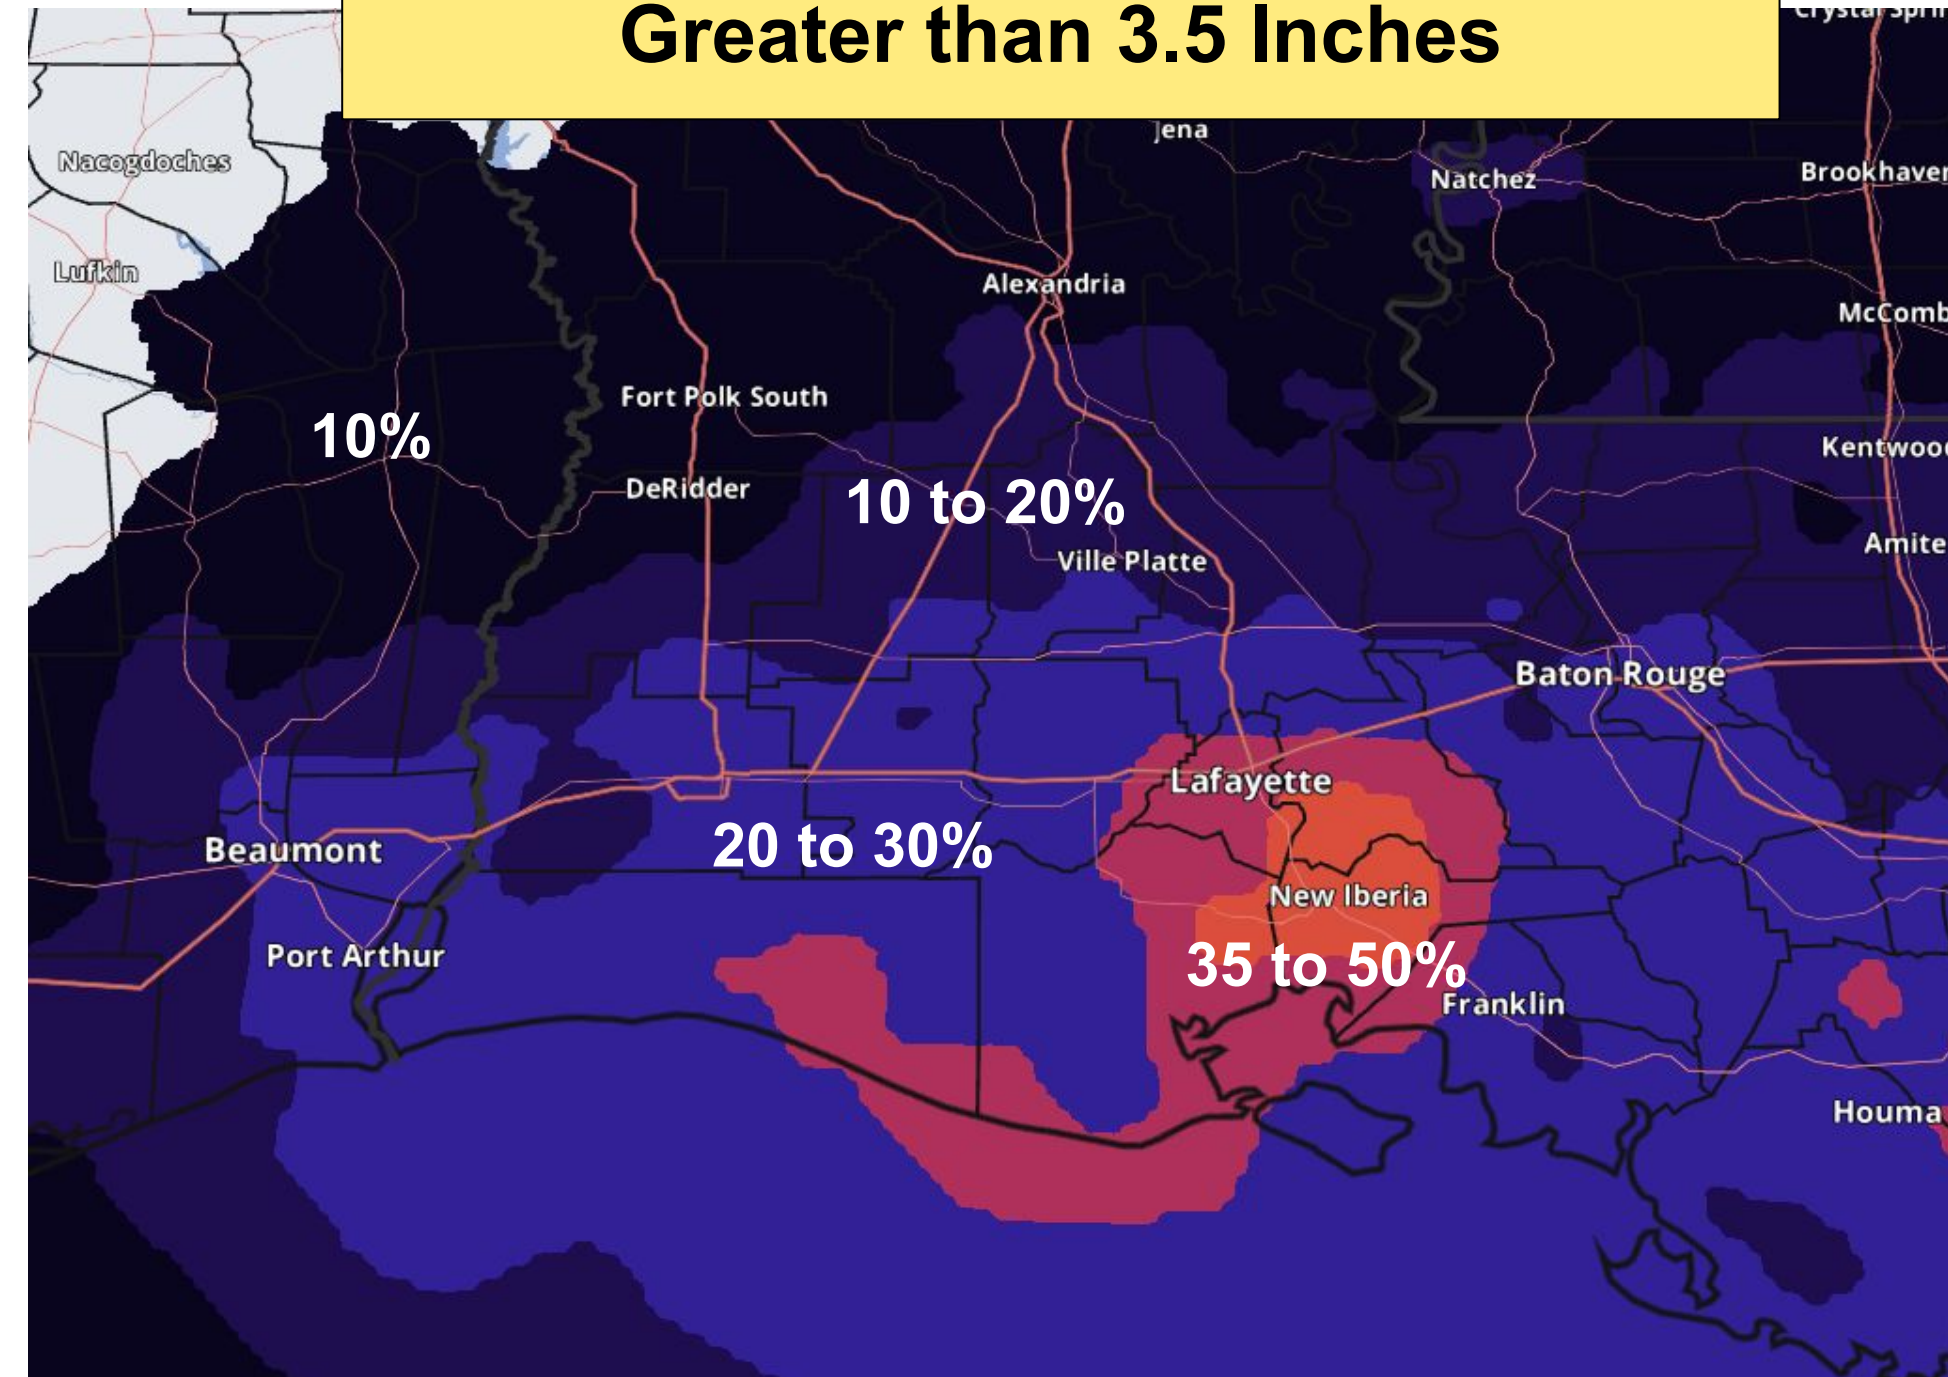 Greater than 3.5 Inches
Jena
Nacogdoches
Natchez
Lufkin
Alexandria
Fort Polk South
10%
DeRidder
10 to 20%
Ville Platte
Baton Rouge
Lafayette
Beaumont
20 to 30%
New Iberia
Port Arthur
35 to 50%
Franklin
Brookhaven
McComb
Kentwood
Amite
Houma